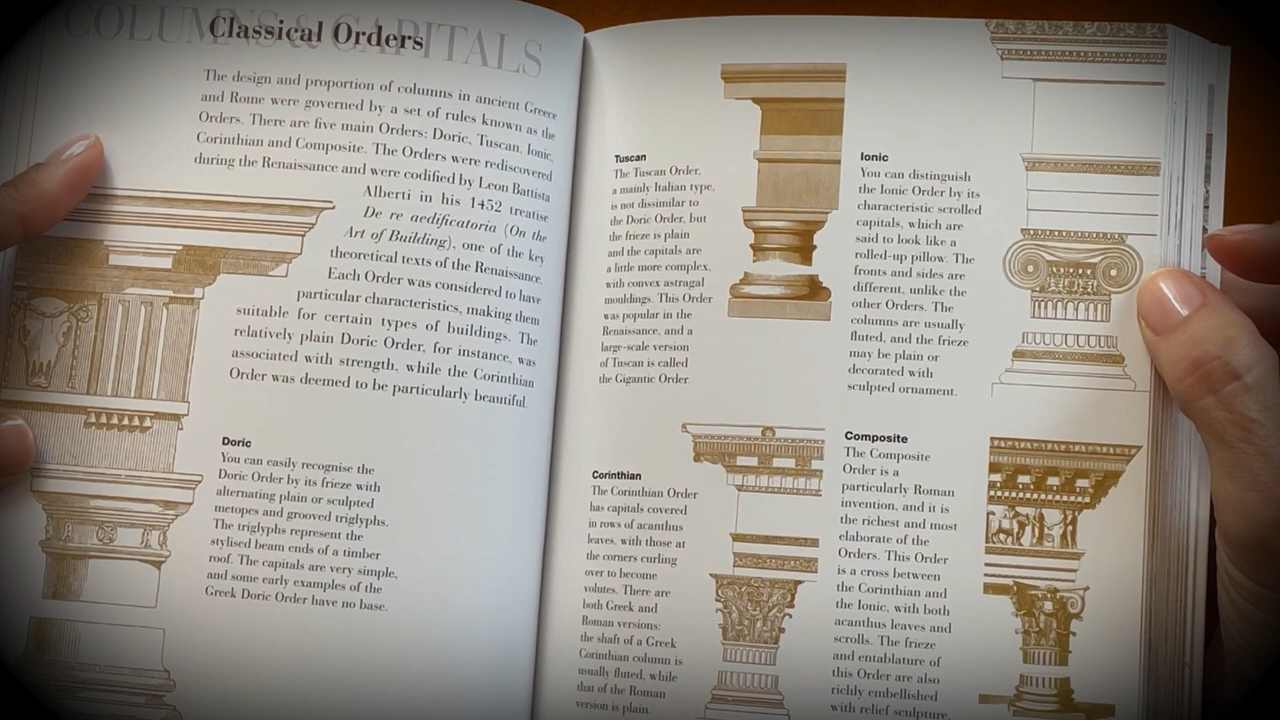 COLUMNS & CAPITALS
Classical Orders
The design and proportion of columns in ancient Greece
and Rome were governed by a set of rules known as the
Orders. There are five main Orders: Doric, Tuscan, Ionic,
Corinthian and Composite. The Orders were rediscovered
during the Renaissance and were codified by Leon Battista
Alberti in his 1452 treatise
De re aedificatoria (On the
Art of Building), one of the key
theoretical texts of the Renaissance.
Each Order was considered to have
particular characteristics, making them
suitable for certain types of buildings. The
relatively plain Doric Order, for instance, was
associated with strength, while the Corinthian
Order was deemed to be particularly beautiful.
Doric
You can easily recognise the
Doric Order by its frieze with
alternating plain or sculpted
metopes and grooved triglyphs.
The triglyphs represent the
stylised beam ends of a timber
roof. The capitals are very simple,
and some early examples of the
Greek Doric Order have no base.
Tuscan
The Tuscan Order,
a mainly Italian type,
is not dissimilar to
the Doric Order, but
the frieze is plain
and the capitals are
a little more complex,
with convex astragal
mouldings. This Order
was popular in the
Renaissance, and a
large-scale version
of Tuscan is called
the Gigantic Order.
Ionic
You can distinguish
the Ionic Order by its
characteristic scrolled
capitals, which are
said to look like a
rolled-up pillow. The
fronts and sides are
different, unlike the
other Orders. The
columns are usually
fluted, and the frieze
may be plain or
decorated with
sculpted ornament.
Corinthian
The Corinthian Order
has capitals covered
in rows of acanthus
leaves, with those at
the corners curling
over to become
volutes. There are
both Greek and
Roman versions:
the shaft of a Greek
Corinthian column is
usually fluted, while
that of the Roman
version is plain.
Composite
The Composite
Order is a
particularly Roman
invention, and it is
the richest and most
elaborate of the
Orders. This Order
is a cross between
the Corinthian and
the Ionic, with both
acanthus leaves and
scrolls. The frieze
and entablature of
this Order are also
richly embellished
with relief sculpture.